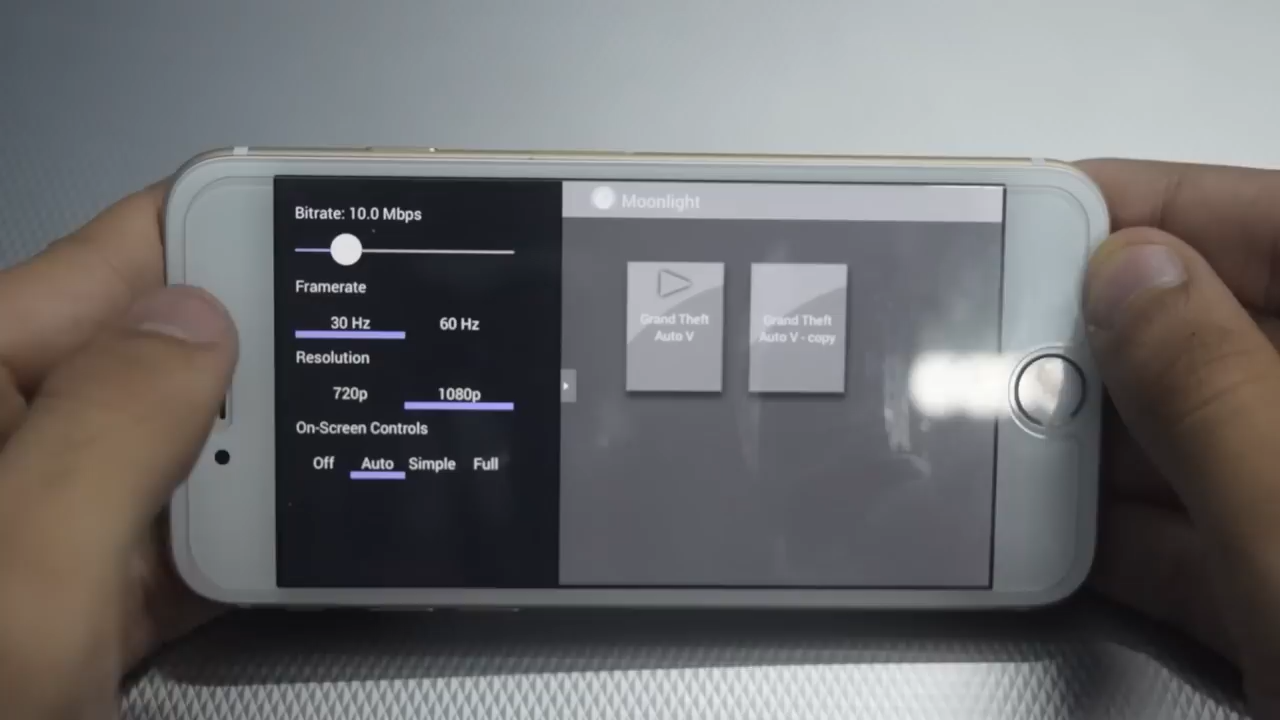 Bitrate: 10.0 Mbps
Framerate
30 Hz 60 Hz
Resolution
720p 1080p
On-Screen Controls
Off Auto Simple Full
Moonlight
Grand Theft
Auto V
Grand Theft
Auto V - copy